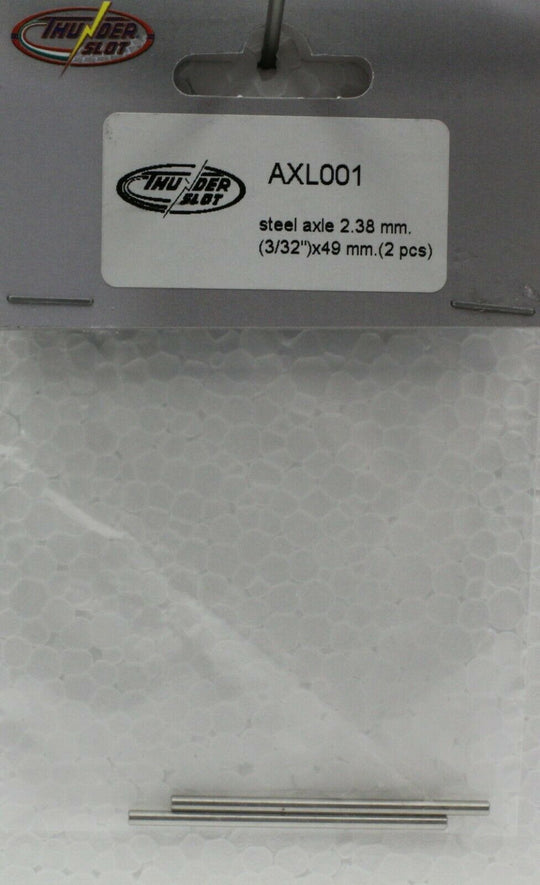 THUNDER
SLOT
THUNDER
SLOT
AXL001
steel axle 2.38 mm.
(3/32")x49 mm.(2 pcs)